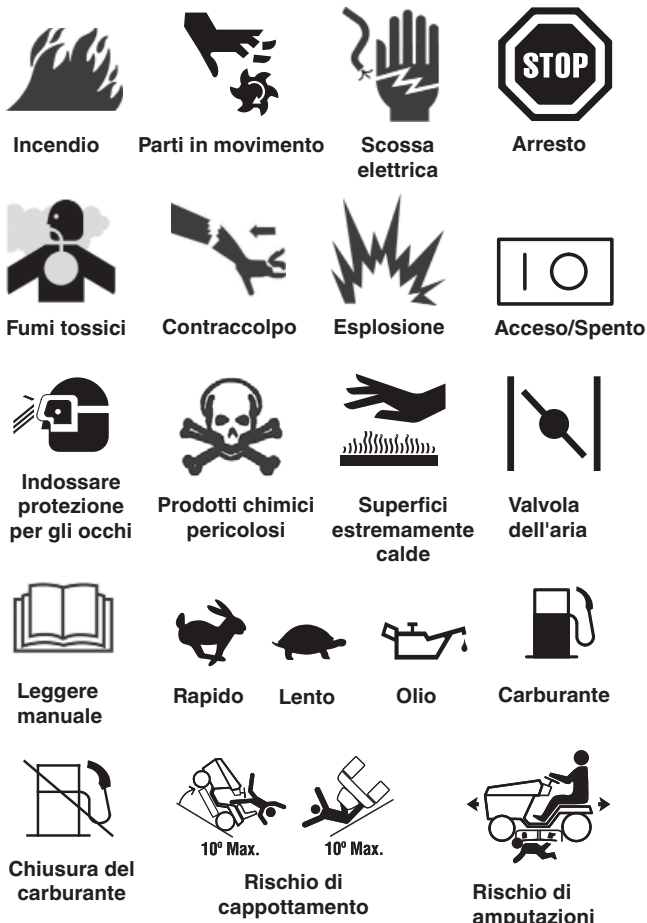 STOP
Incendio
Parti in movimento
Scossa
elettrica
Arresto
Fumi tossici
Contraccolpo
Esplosione
Acceso/Spento
Indossare
protezione
per gli occhi
Prodotti chimici
pericolosi
Superfici
estremamente
calde
Valvola
dell'aria
Leggere
manuale
Rapido
Lento
Olio
Carburante
Chiusura del
carburante
10º Max.
10º Max.
Rischio di
cappottamento
Rischio di
amputazioni